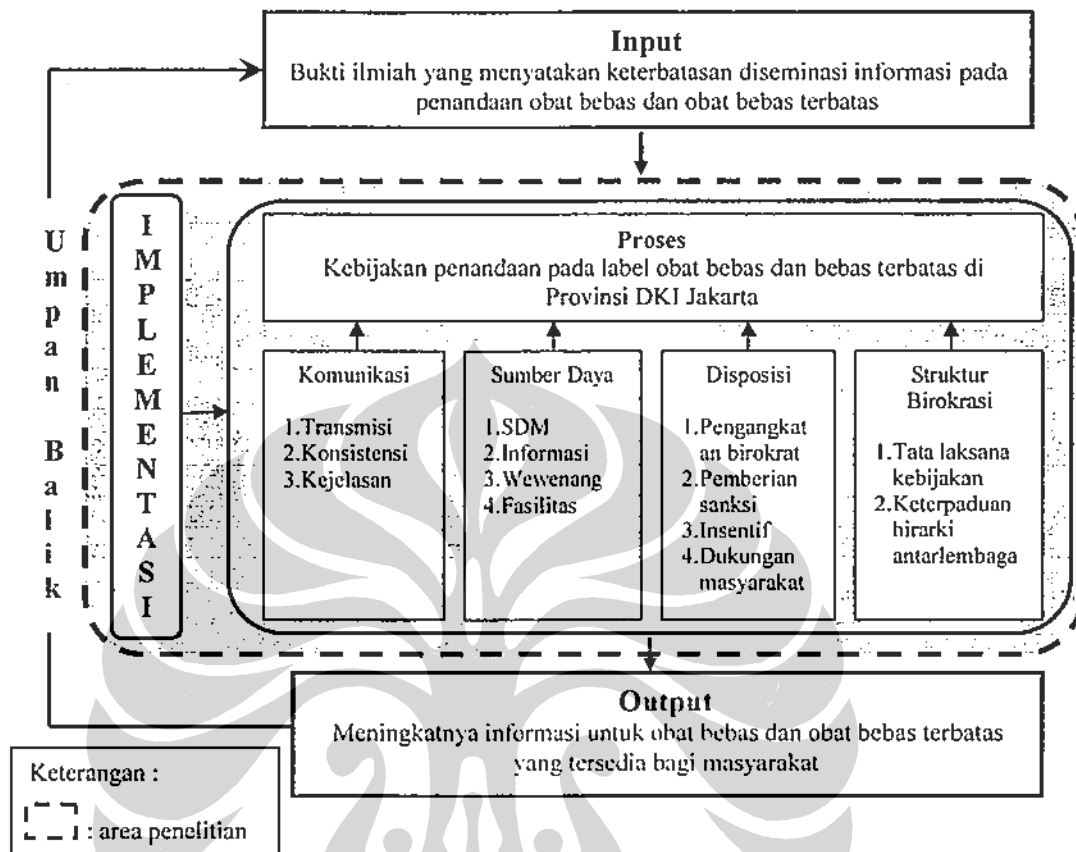 Input
Bukti ilmiah yang menyatakan keterbatasan diseminasi informasi pada
penandaan obat bebas dan obat bebas terbatas
Umpan Balik
IMPLEMENTASI
Proses
Kebijakan penandaan pada label obat bebas dan bebas terbatas di
Provinsi DKI Jakarta
Komunikasi
1.Transmisi
2.Konsistensi
3.Kejelasan
Sumber Daya
1.SDM
2.Informasi
3.Wewenang
4.Fasilitas
Disposisi
1.Pengangkat
an birokrat
2.Pemberian
sanksi
3.Insentif
4.Dukungan
masyarakat
Struktur
Birokrasi
1.Tata laksana
kebijakan
2.Keterpaduan
hirarki
antarlembaga
Output
Meningkatnya informasi untuk obat bebas dan obat bebas terbatas
yang tersedia bagi masyarakat
Keterangan :
: area penelitian